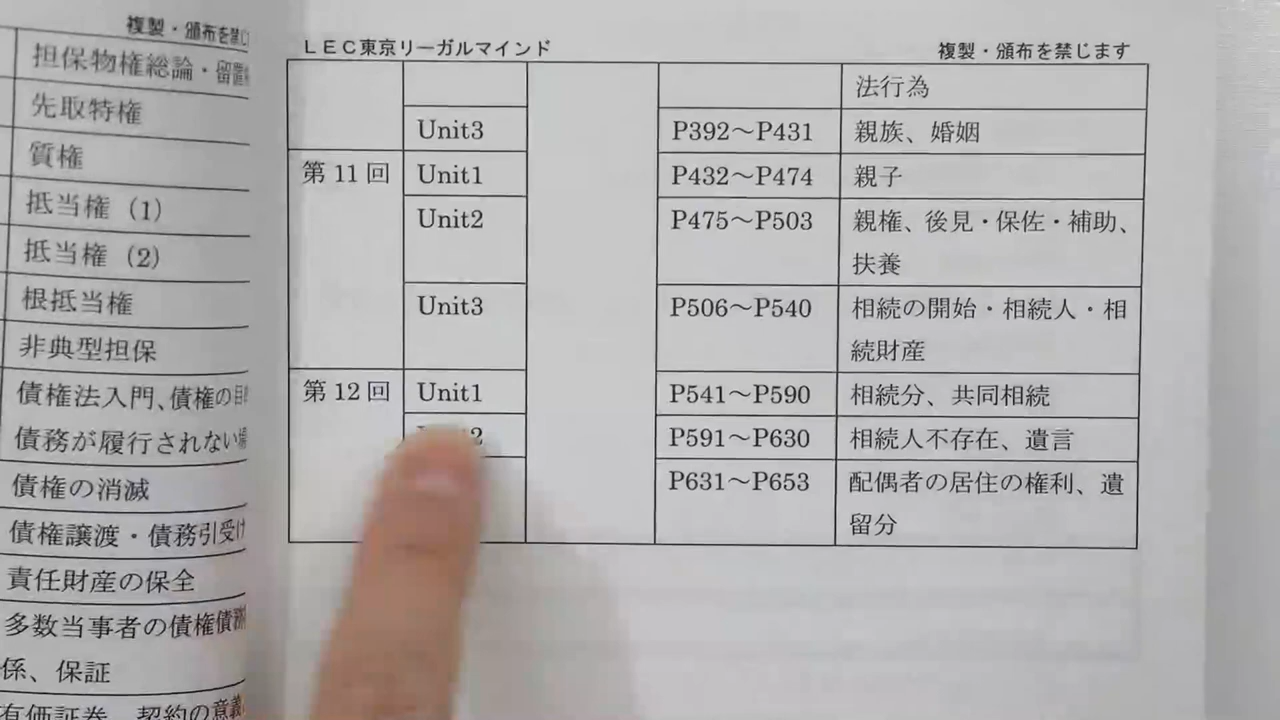 複製・頒布を禁じ
担保物権総論・留置
先取特権
質権
抵当権 (1)
抵当権 (2)
根抵当権
非典型担保
債権法入門、債権の目
債務が履行されない場
債権の消滅
債権譲渡・債務引受け
責任財産の保全
多数当事者の債権債務
係、保証
有価証券、契約の意義
LEC東京リーガルマインド
複製・頒布を禁じます
法行為
Unit3 P392～P431 親族、婚姻
第11回 Unit1 P432～P474 親子
Unit2 P475～P503 親権、後見・保佐・補助、
扶養
Unit3 P506～P540 相続の開始・相続人・相
続財産
第12回 Unit1 P541～P590 相続分、共同相続
P591～P630 相続人不存在、遺言
P631～P653 配偶者の居住の権利、遺
留分